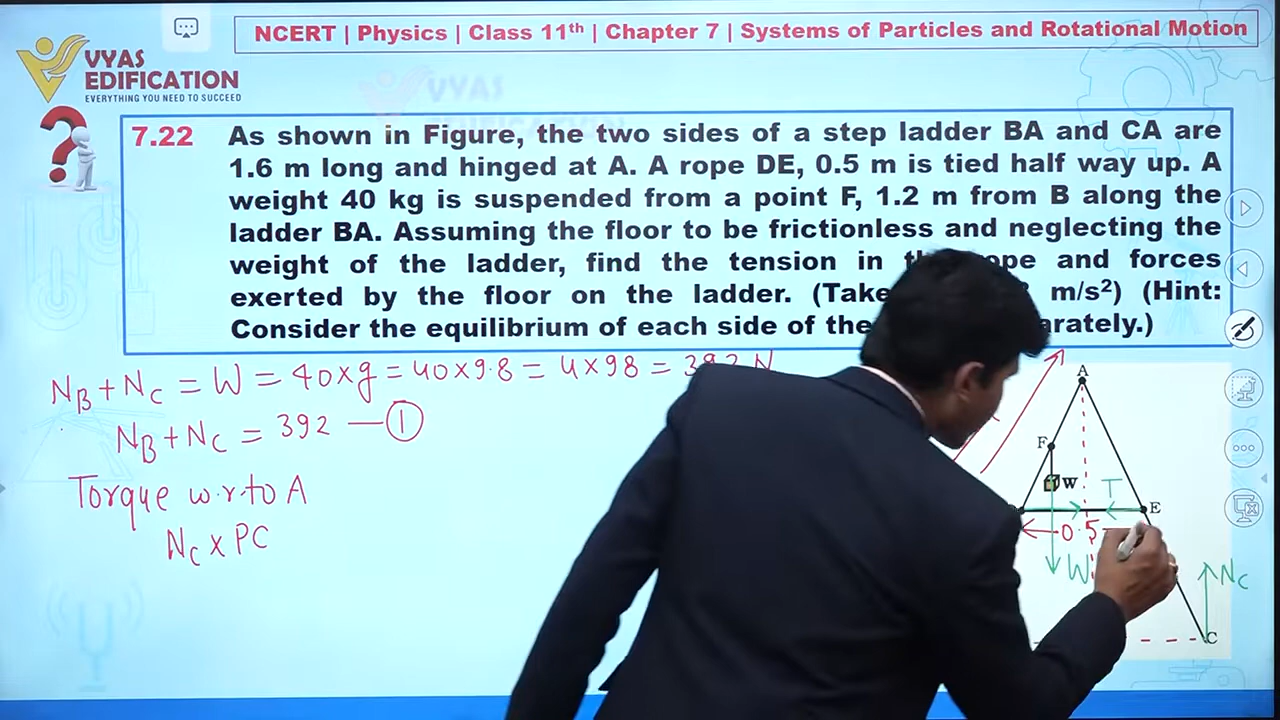 NCERT | Physics | Class 11th | Chapter 7 | Systems of Particles and Rotational Motion
VYAS
EDIFICATION
EVERYTHING YOU NEED TO SUCCEED
VYAS
7.22 As shown in Figure, the two sides of a step ladder BA and CA are
1.6 m long and hinged at A. A rope DE, 0.5 m is tied half way up. A
weight 40 kg is suspended from a point F, 1.2 m from B along the
ladder BA. Assuming the floor to be frictionless and neglecting the
weight of the ladder, find the tension in and forces
exerted by the floor on the ladder. (Take m/s²) (Hint:
Consider the equilibrium of each side of the
N_B + N_C = W = 40×g = 40×9.8 = 4×98 = 392 N
N_B + N_C = 392 — ①
Torque w.r.to A
N_C × PC
A
F
W
T
E
0.5
W
N_C
C